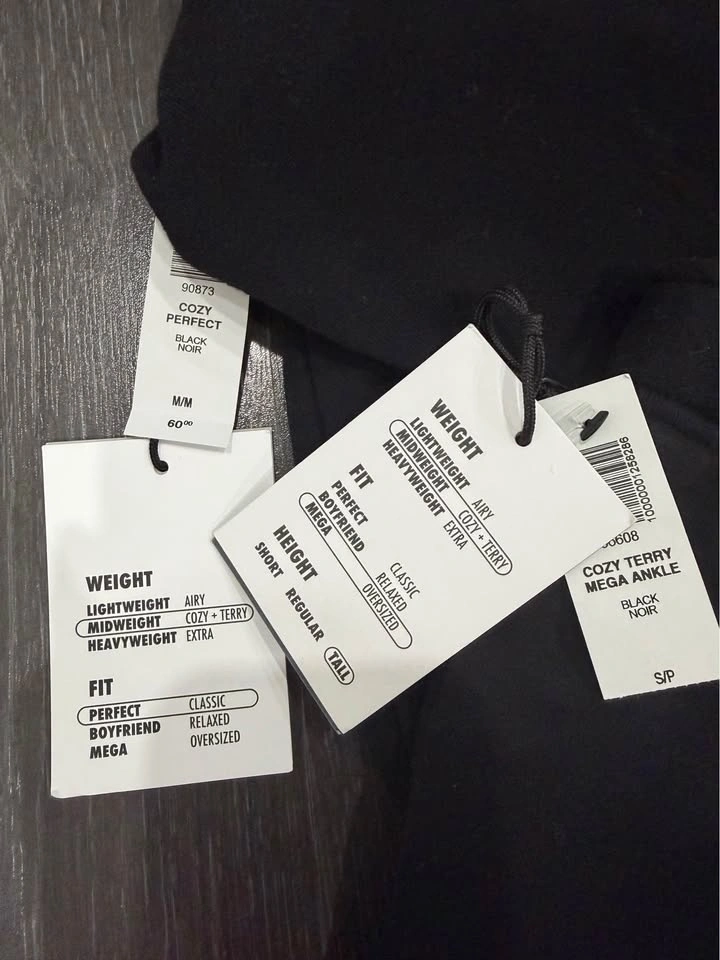 90873
COZY
PERFECT
BLACK
NOIR
M/M
60⁰⁰
WEIGHT
LIGHTWEIGHT AIRY
MIDWEIGHT COZY + TERRY
HEAVYWEIGHT EXTRA
FIT
PERFECT CLASSIC
BOYFRIEND RELAXED
MEGA OVERSIZED
WEIGHT
LIGHTWEIGHT AIRY
MIDWEIGHT COZY + TERRY
HEAVYWEIGHT EXTRA
FIT
PERFECT CLASSIC
BOYFRIEND RELAXED
MEGA OVERSIZED
HEIGHT
SHORT REGULAR TALL
1000001256286
COZY TERRY
MEGA ANKLE
BLACK
NOIR
S/P